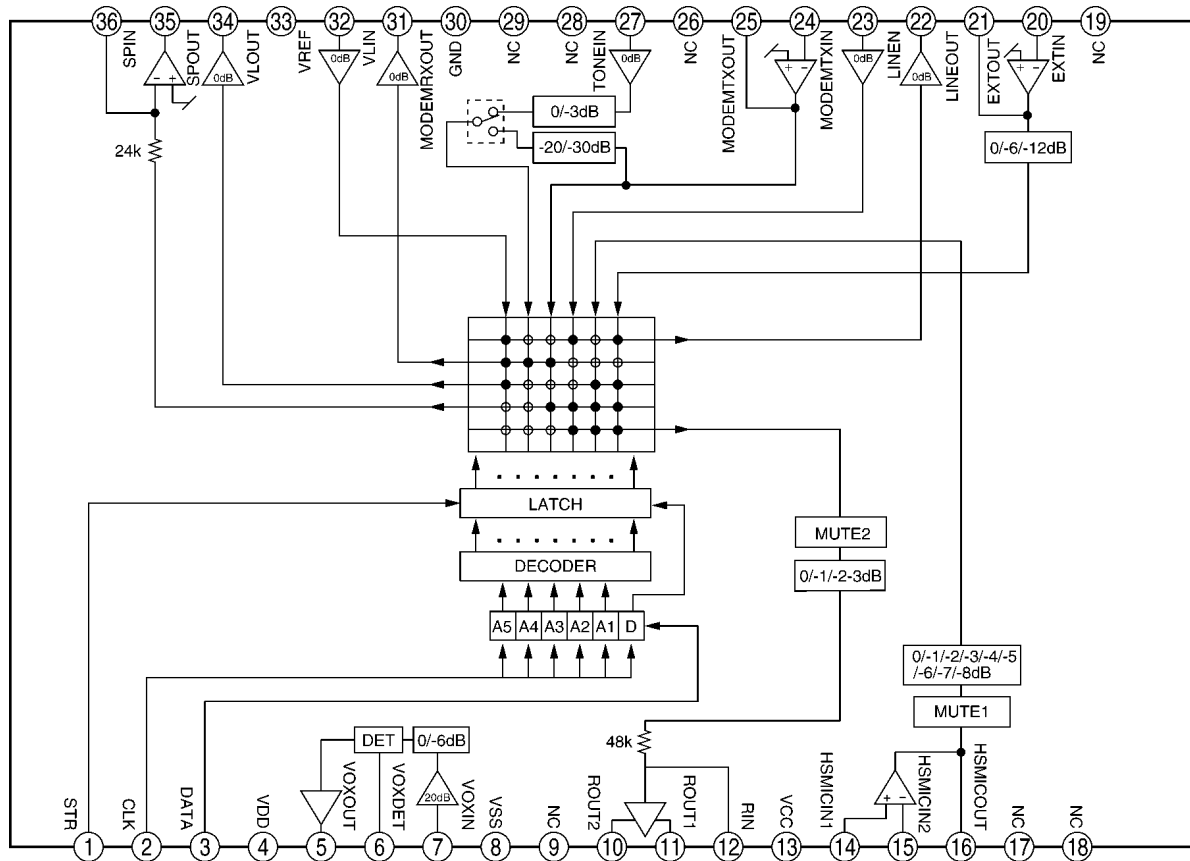 36 35 34 33 32 31 30 29 28 27 26 25 24 23 22 21 20 19
SPIN
SPOUT
VLOUT
VREF
VLIN
MODEMRXOUT
GND
NC
NC
TONEIN
NC
MODEMTXOUT
MODEMTXIN
LINEN
LINEOUT
EXTOUT
EXTIN
NC
- +
0dB
0dB
0dB
0dB
+ -
0dB
0dB
+ -
0/-3dB
-20/-30dB
0/-6/-12dB
24k
LATCH
DECODER
A5 A4 A3 A2 A1 D
MUTE2
0/-1/-2-3dB
0/-1/-2/-3/-4/-5
/-6/-7/-8dB
MUTE1
48k
DET
0/-6dB
20dB
+ -
STR
CLK
DATA
VDD
VOXOUT
VOXDET
VOXIN
VSS
NC
ROUT2
ROUT1
RIN
VCC
HSMICIN1
HSMICIN2
HSMICOUT
NC
NC
1 2 3 4 5 6 7 8 9 10 11 12 13 14 15 16 17 18